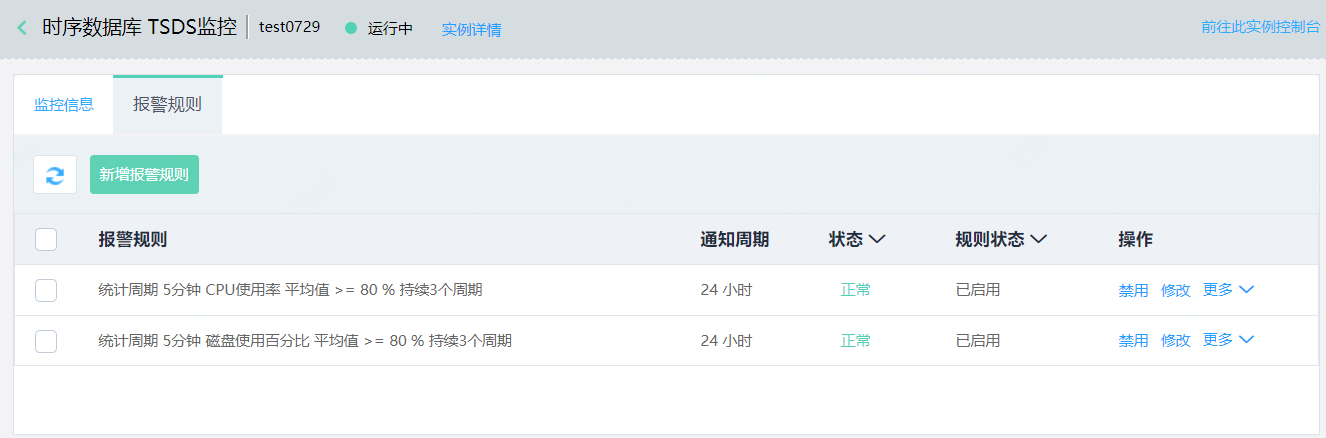 时序数据库 TSDS监控 test0729 运行中 实例详情 前往此实例控制台
监控信息 报警规则
新增报警规则
报警规则 通知周期 状态 规则状态 操作
统计周期 5分钟 CPU使用率 平均值 >= 80 % 持续3个周期 24 小时 正常 已启用 禁用 修改 更多
统计周期 5分钟 磁盘使用百分比 平均值 >= 80 % 持续3个周期 24 小时 正常 已启用 禁用 修改 更多